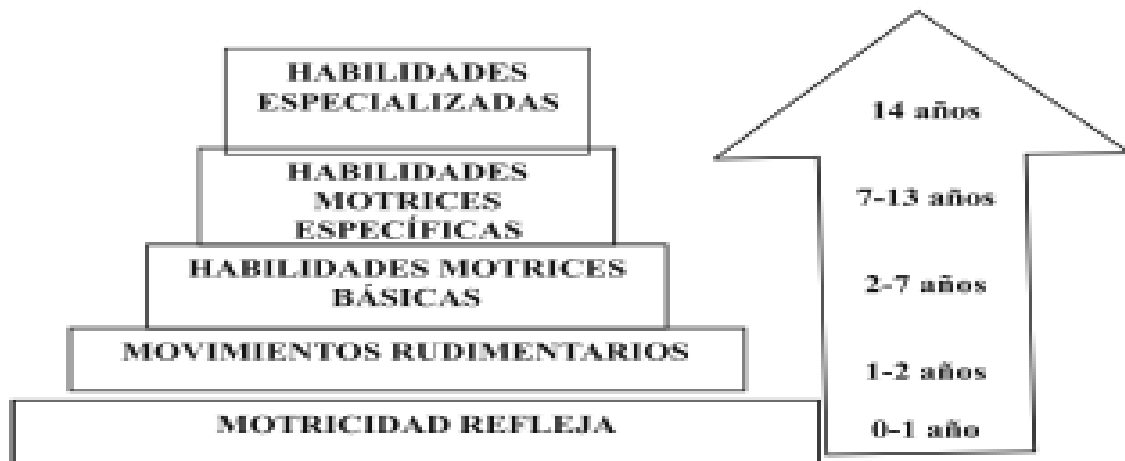 HABILIDADES
ESPECIALIZADAS
HABILIDADES
MOTRICES
ESPECÍFICAS
HABILIDADES MOTRICES
BÁSICAS
MOVIMIENTOS RUDIMENTARIOS
MOTRICIDAD REFLEJA
14 años
7-13 años
2-7 años
1-2 años
0-1 año